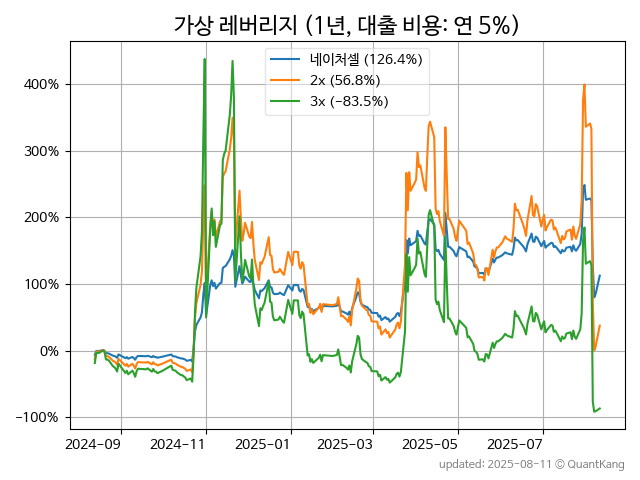 가상 레버리지 (1년, 대출 비용: 연 5%)
네이처셀 (126.4%)
2x (56.8%)
3x (−83.5%)
400%
300%
200%
100%
0%
−100%
2024-09 2024-11 2025-01 2025-03 2025-05 2025-07
updated: 2025-08-11 © QuantKang